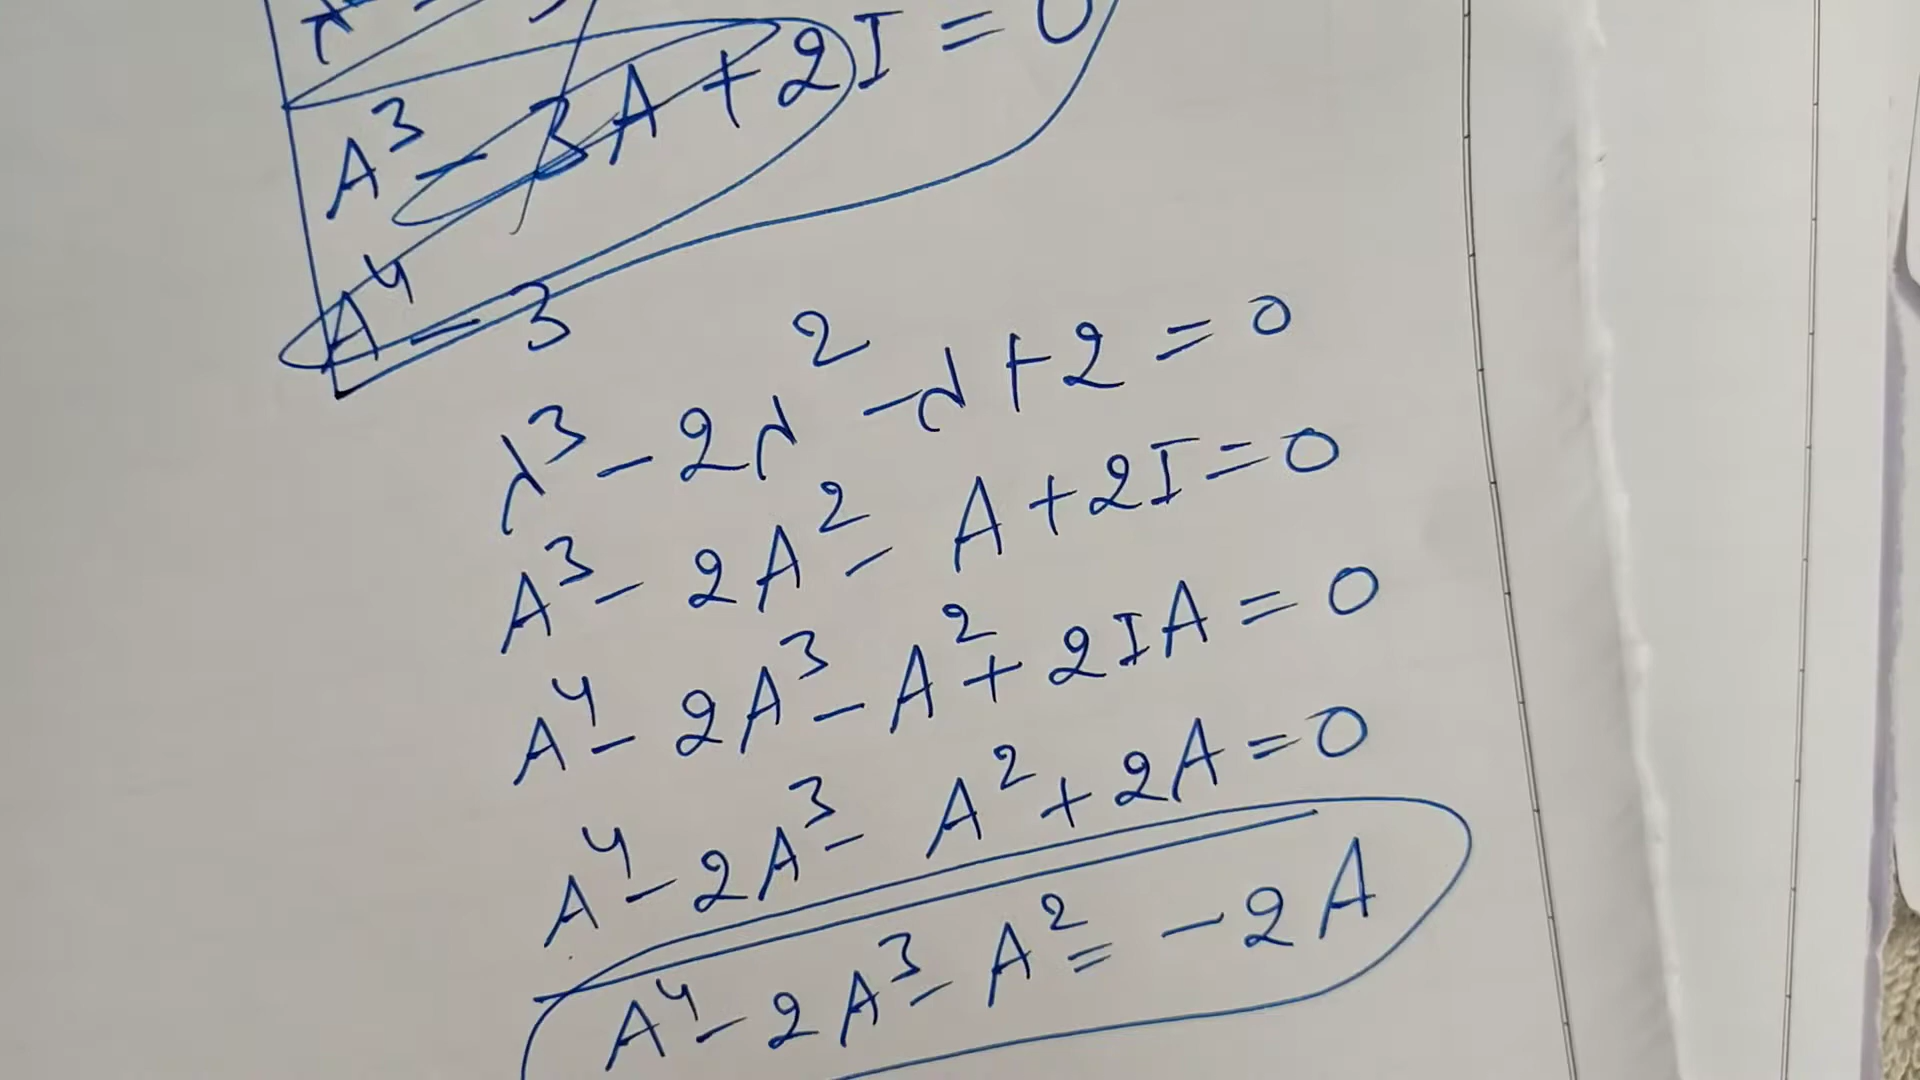 A³ - 3A + 2I = 0
A⁴ - 3
λ³ - 2λ² - λ + 2 = 0
A³ - 2A² - A + 2I = 0
A⁴ - 2A³ - A² + 2IA = 0
A⁴ - 2A³ - A² + 2A = 0
A⁴ - 2A³ - A² = -2A